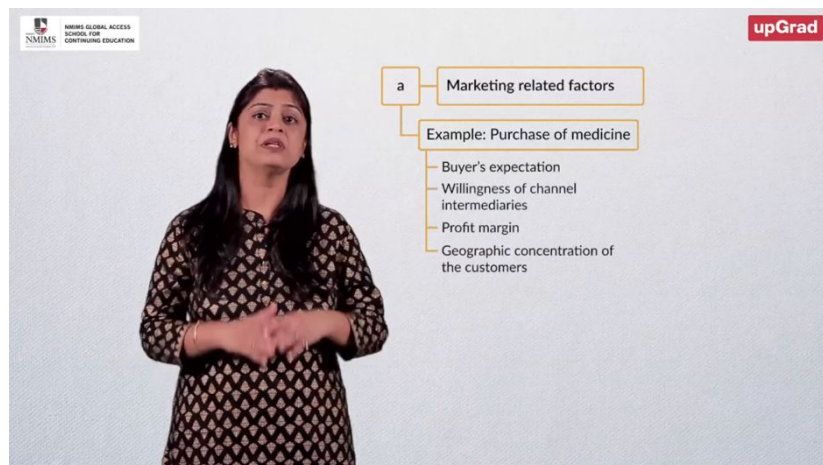 NMIMS
NMIMS GLOBAL ACCESS
SCHOOL FOR
CONTINUING EDUCATION
upGrad
a
Marketing related factors
Example: Purchase of medicine
Buyer's expectation
Willingness of channel
intermediaries
Profit margin
Geographic concentration of
the customers